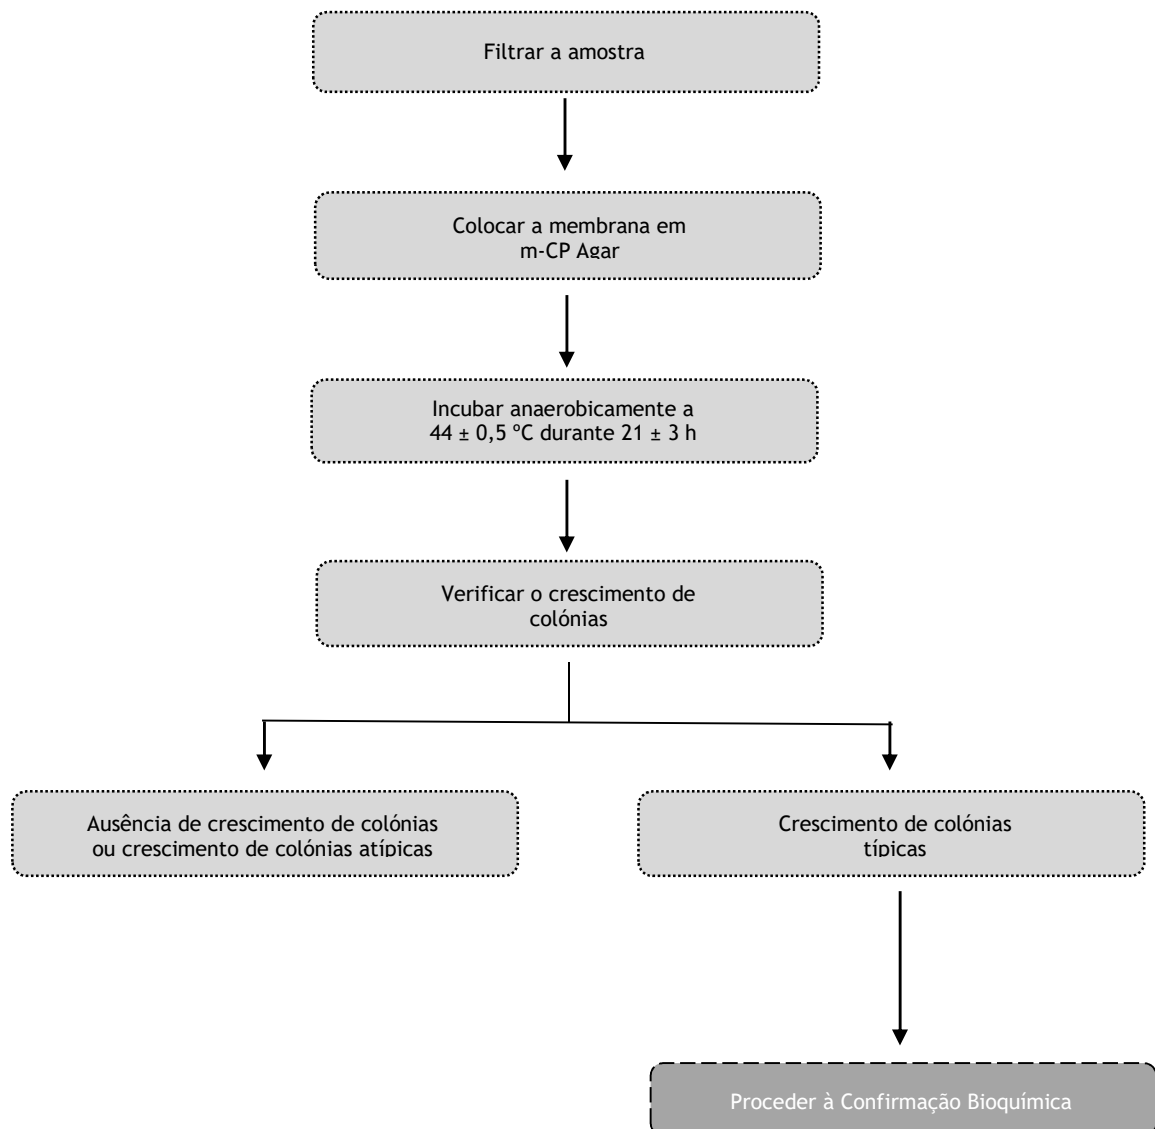 Filtrar a amostra
Colocar a membrana em
m-CP Agar
Incubar anaerobicamente a
44 ± 0,5 ºC durante 21 ± 3 h
Verificar o crescimento de
colónias
Ausência de crescimento de colónias
ou crescimento de colónias atípicas
Crescimento de colónias
típicas
Proceder à Confirmação Bioquímica